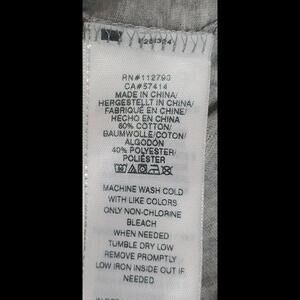 RN#112790
CA#57414
MADE IN CHINA/
HERGESTELLT IN CHINA/
FABRIQUÉ EN CHINE/
HECHO EN CHINA
60% COTTON/
BAUMWOLLE/COTON/
ALGODÓN
40% POLYESTER/
POLIÉSTER
MACHINE WASH COLD
WITH LIKE COLORS
ONLY NON-CHLORINE
BLEACH
WHEN NEEDED
TUMBLE DRY LOW
REMOVE PROMPTLY
LOW IRON INSIDE OUT IF
NEEDED